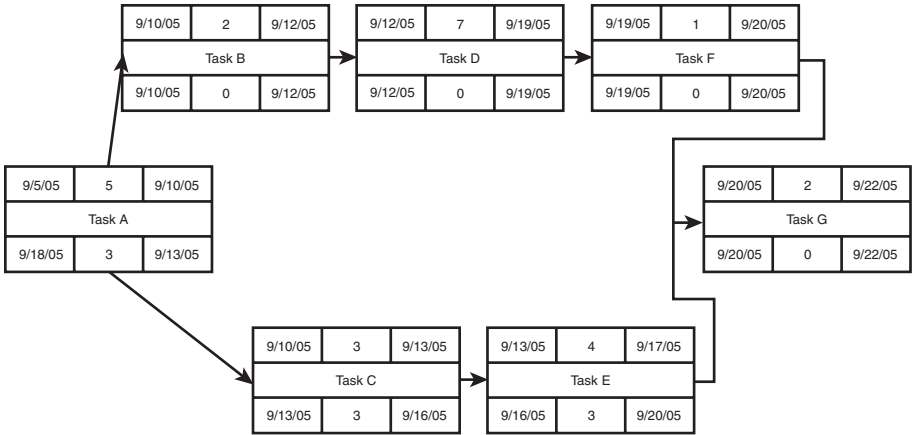 9/10/05 2 9/12/05
Task B
9/10/05 0 9/12/05
9/12/05 7 9/19/05
Task D
9/12/05 0 9/19/05
9/19/05 1 9/20/05
Task F
9/19/05 0 9/20/05
9/5/05 5 9/10/05
Task A
9/18/05 3 9/13/05
9/20/05 2 9/22/05
Task G
9/20/05 0 9/22/05
9/10/05 3 9/13/05
Task C
9/13/05 3 9/16/05
9/13/05 4 9/17/05
Task E
9/16/05 3 9/20/05